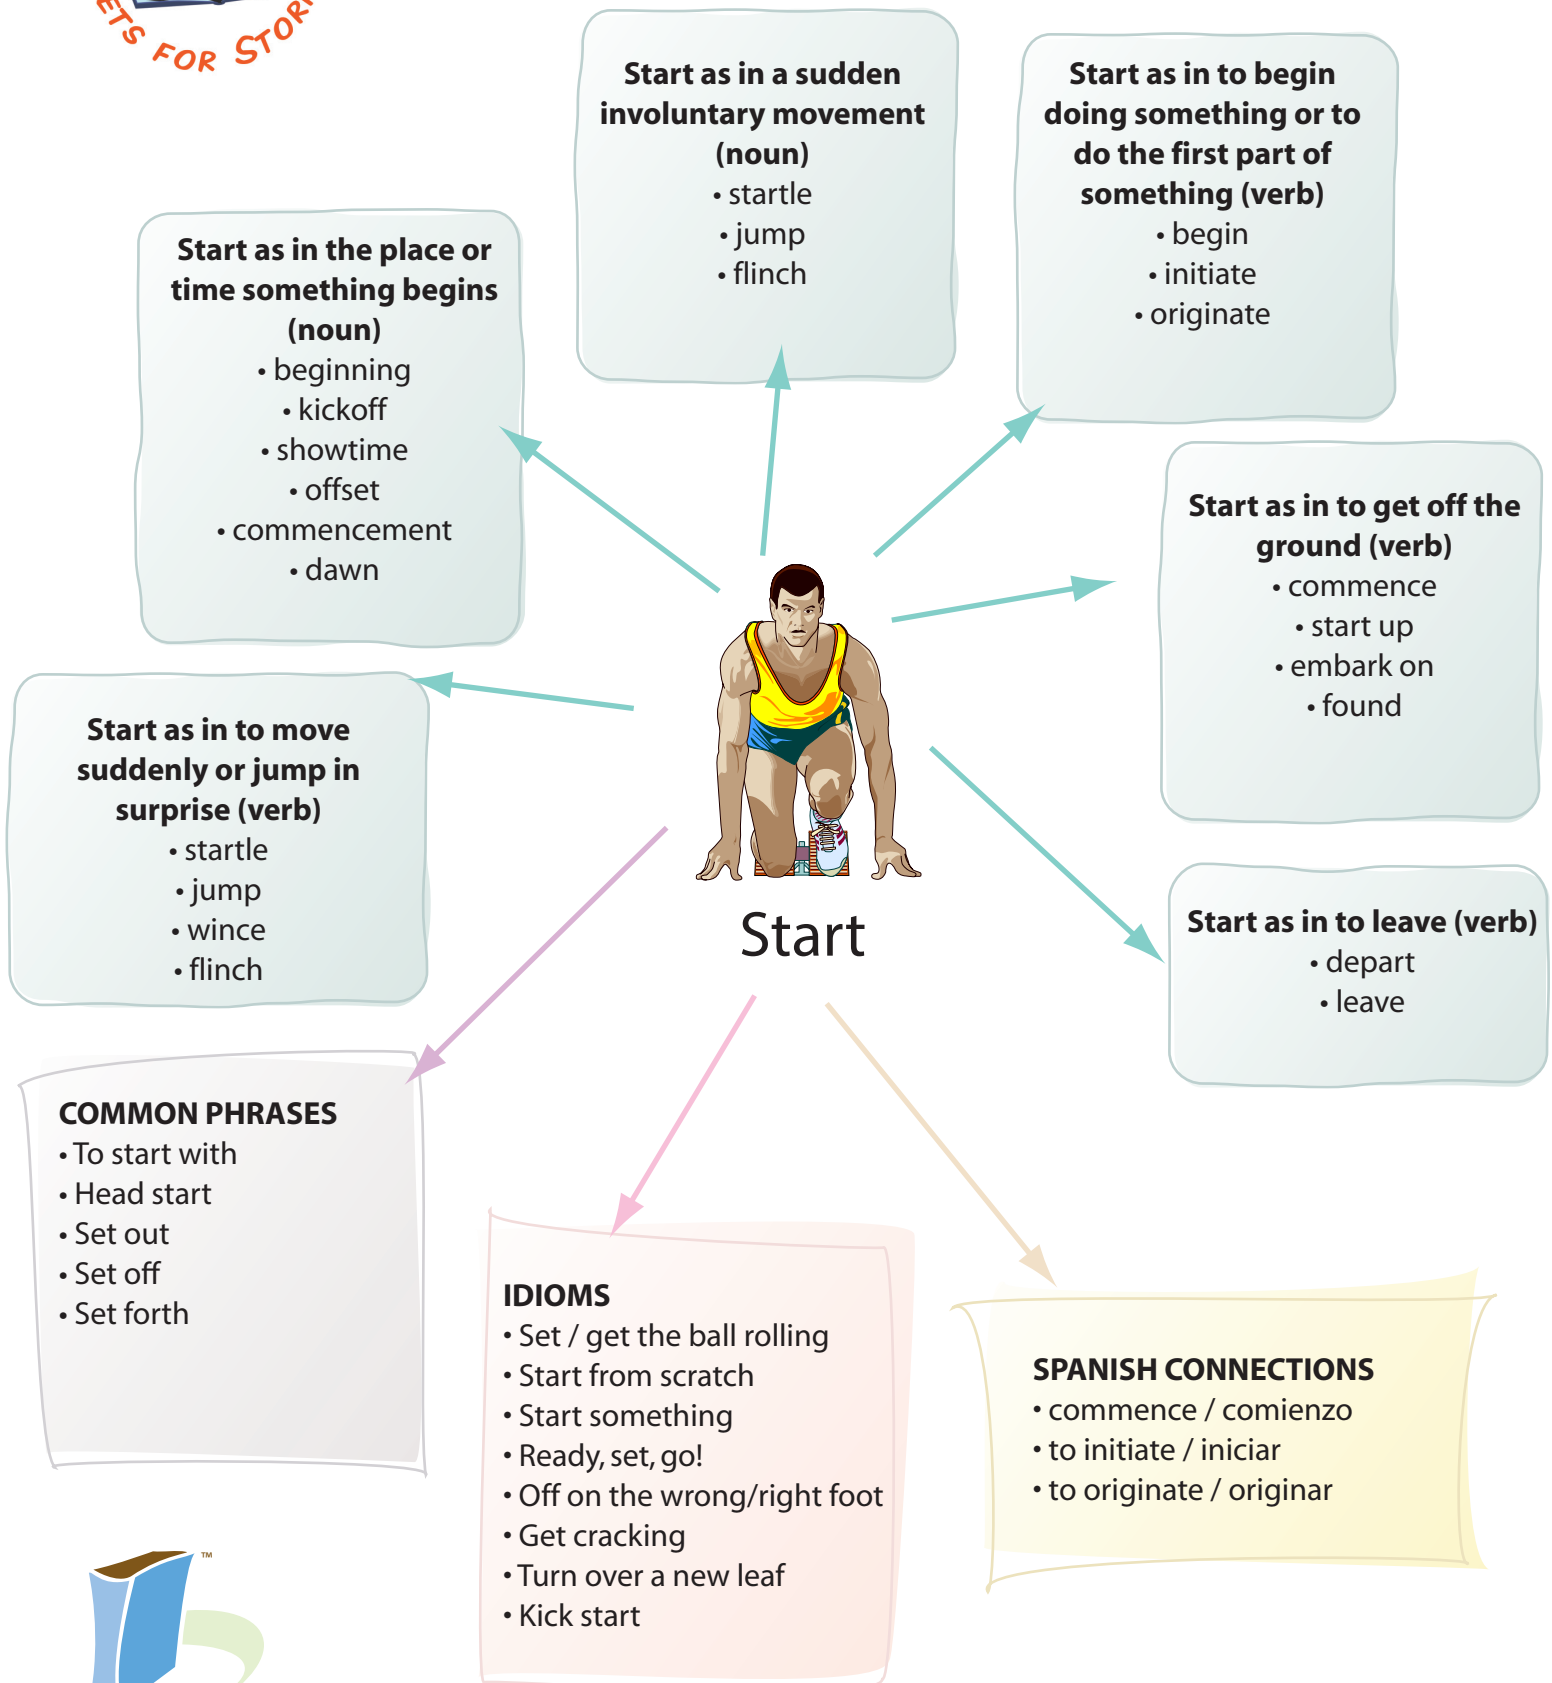 ETS FOR STOR
Start as in a sudden
involuntary movement
(noun)
• startle
• jump
• flinch
Start as in to begin
doing something or to
do the first part of
something (verb)
• begin
• initiate
• originate
Start as in the place or
time something begins
(noun)
• beginning
• kickoff
• showtime
• offset
• commencement
• dawn
Start as in to get off the
ground (verb)
• commence
• start up
• embark on
• found
Start as in to move
suddenly or jump in
surprise (verb)
• startle
• jump
• wince
• flinch
Start
Start as in to leave (verb)
• depart
• leave
COMMON PHRASES
• To start with
• Head start
• Set out
• Set off
• Set forth
IDIOMS
• Set / get the ball rolling
• Start from scratch
• Start something
• Ready, set, go!
• Off on the wrong/right foot
• Get cracking
• Turn over a new leaf
• Kick start
SPANISH CONNECTIONS
• commence / comienzo
• to initiate / iniciar
• to originate / originar
TM